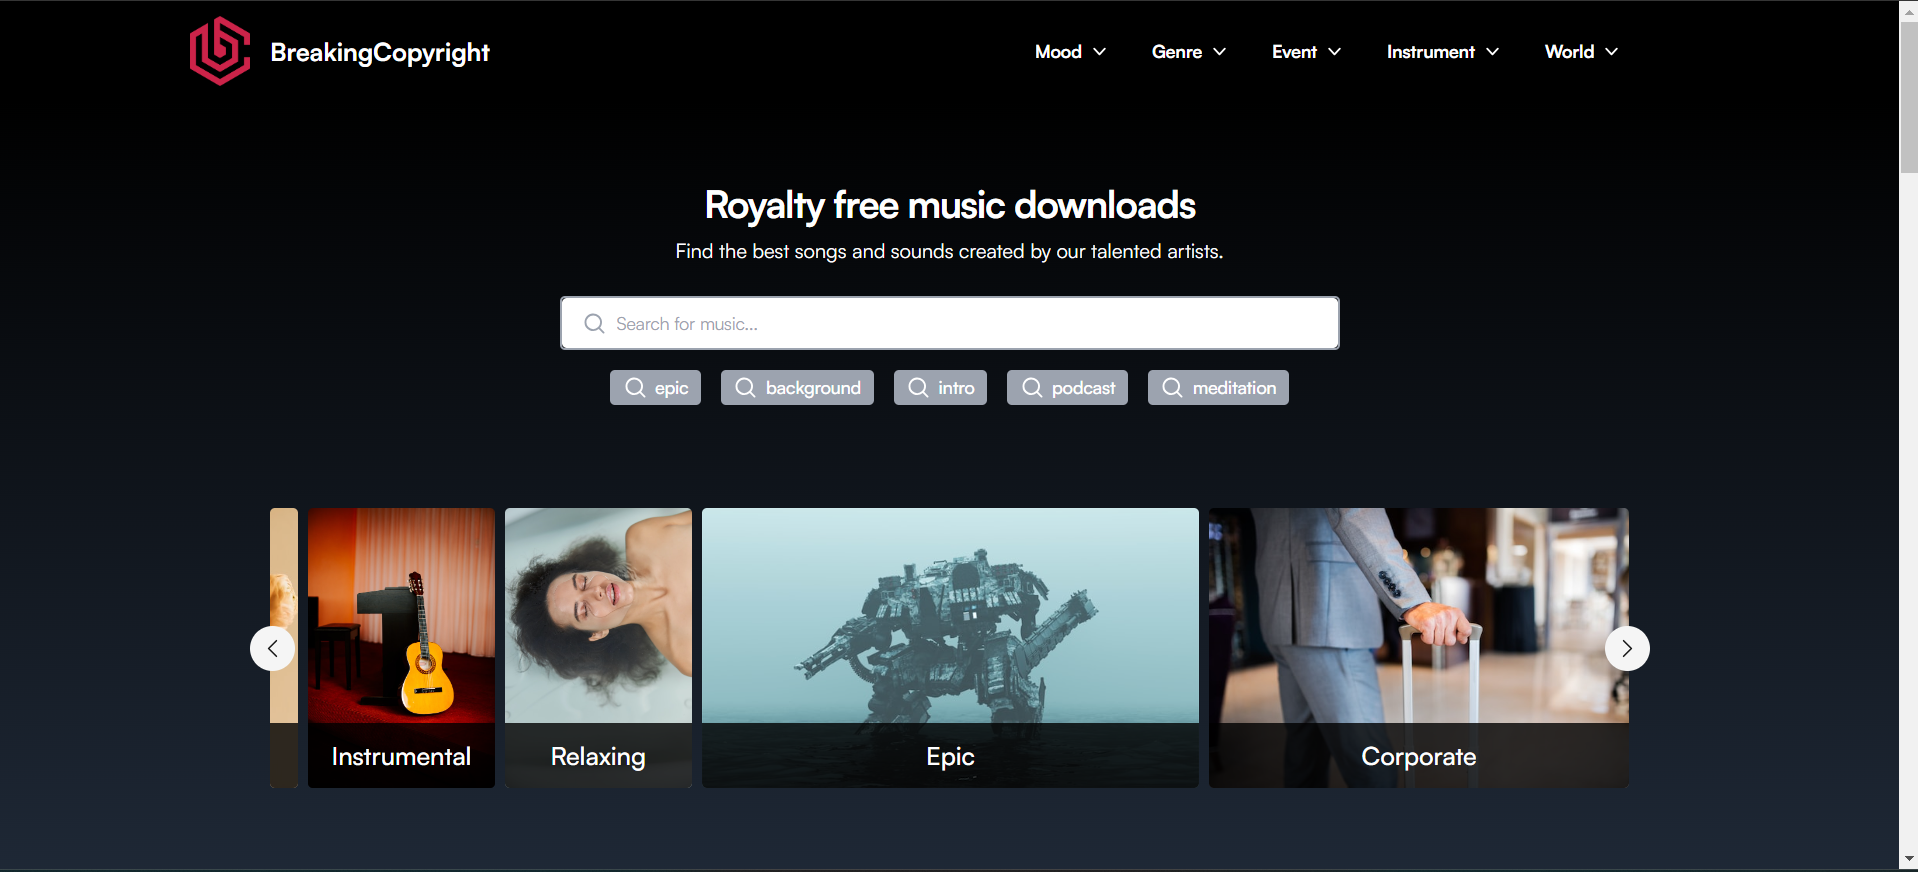 BreakingCopyright
Mood
Genre
Event
Instrument
World
Royalty free music downloads
Find the best songs and sounds created by our talented artists.
Search for music...
epic
background
intro
podcast
meditation
Instrumental
Relaxing
Epic
Corporate